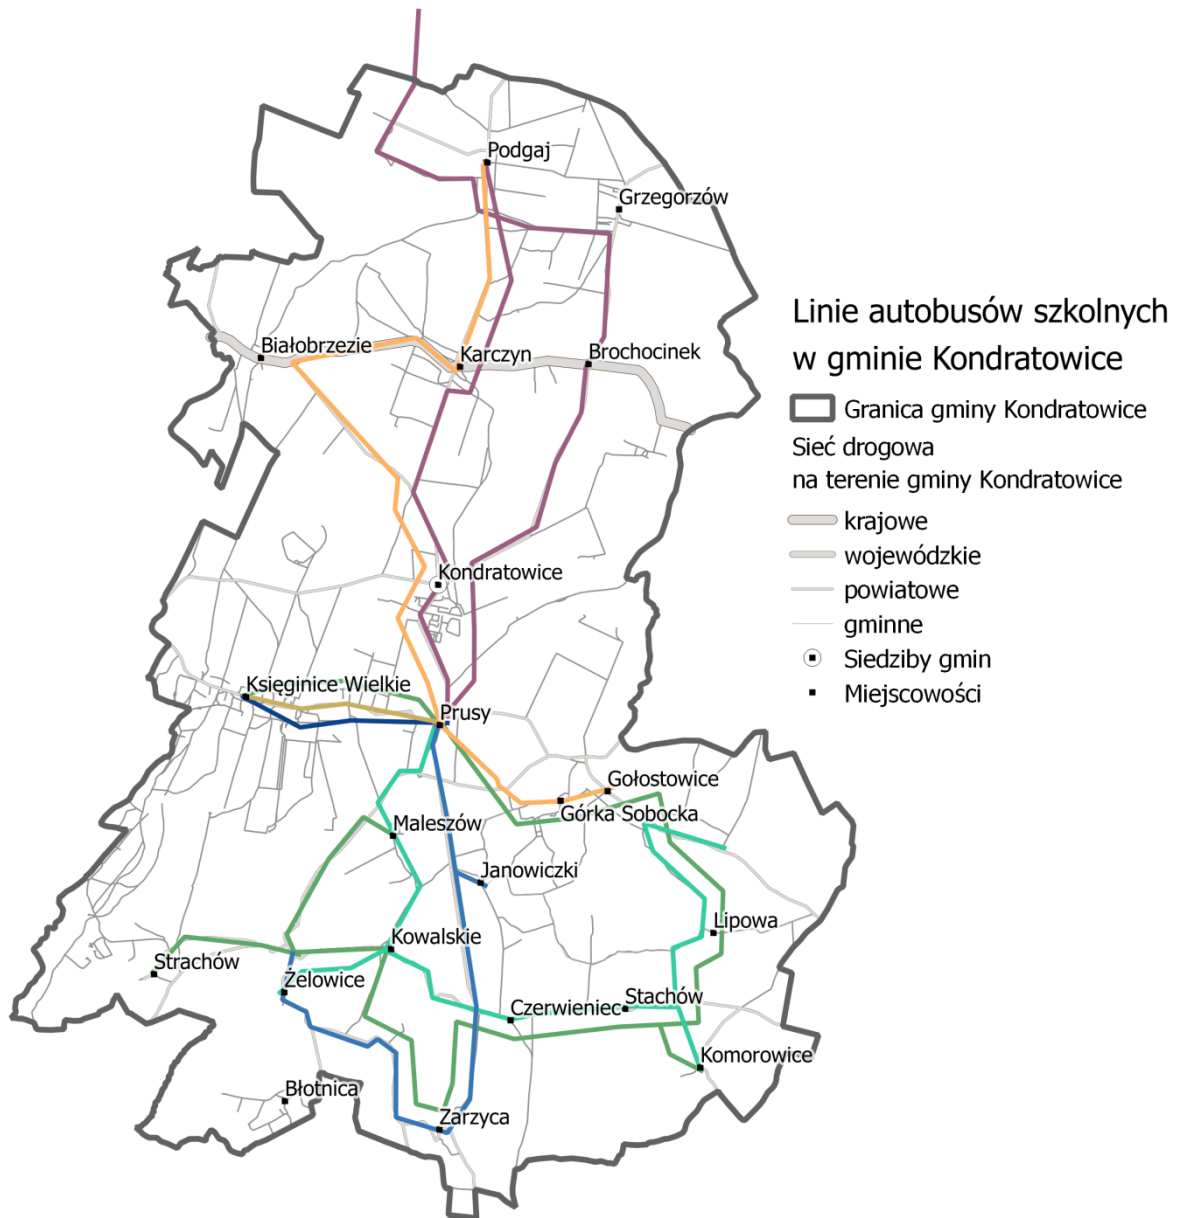 Podgaj
Grzegorzów
Białobrzezie
Karczyn
Brochocinek
Kondratowice
Księginice Wielkie
Prusy
Gołostowice
Górka Sobocka
Maleszów
Janowiczki
Lipowa
Kowalskie
Strachów
Żelowice
Czerwieniec
Stachów
Komorowice
Błotnica
Zarzyca
Linie autobusów szkolnych
w gminie Kondratowice
Granica gminy Kondratowice
Sieć drogowa
na terenie gminy Kondratowice
krajowe
wojewódzkie
powiatowe
gminne
Siedziby gmin
Miejscowości